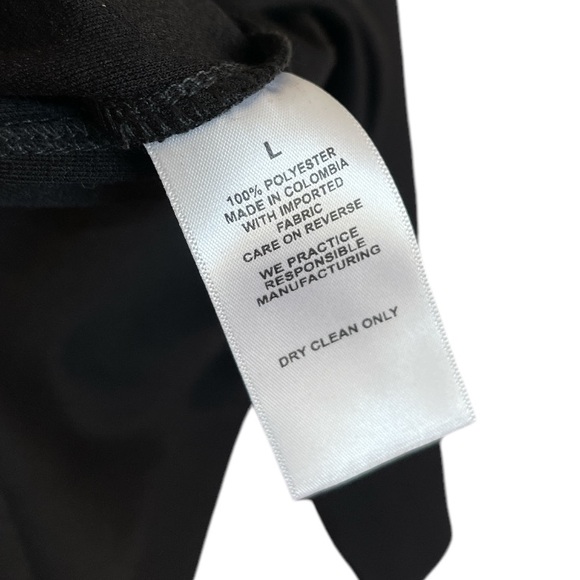 L
100% POLYESTER
MADE IN COLOMBIA
WITH IMPORTED
FABRIC
CARE ON REVERSE
WE PRACTICE
RESPONSIBLE
MANUFACTURING
DRY CLEAN ONLY